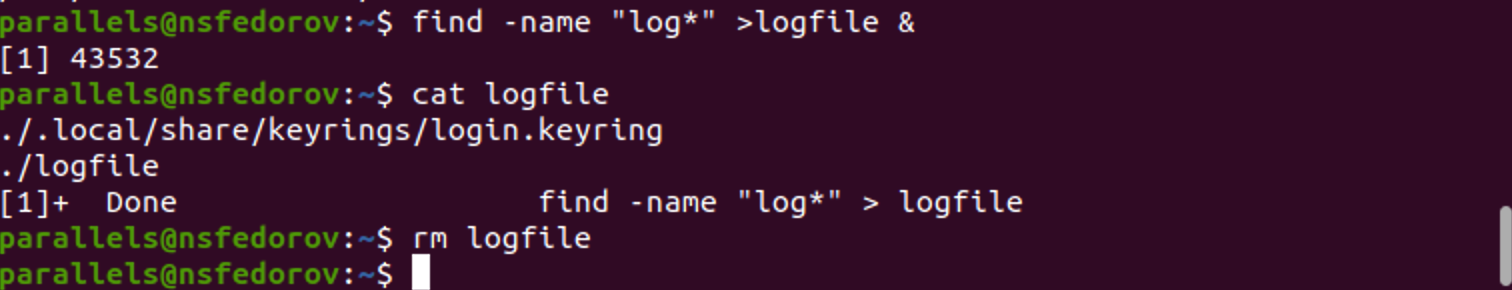 parallels@nsfedorov:~$ find -name "log*" >logfile &
[1] 43532
parallels@nsfedorov:~$ cat logfile
./.local/share/keyrings/login.keyring
./logfile
[1]+  Done                    find -name "log*" > logfile
parallels@nsfedorov:~$ rm logfile
parallels@nsfedorov:~$